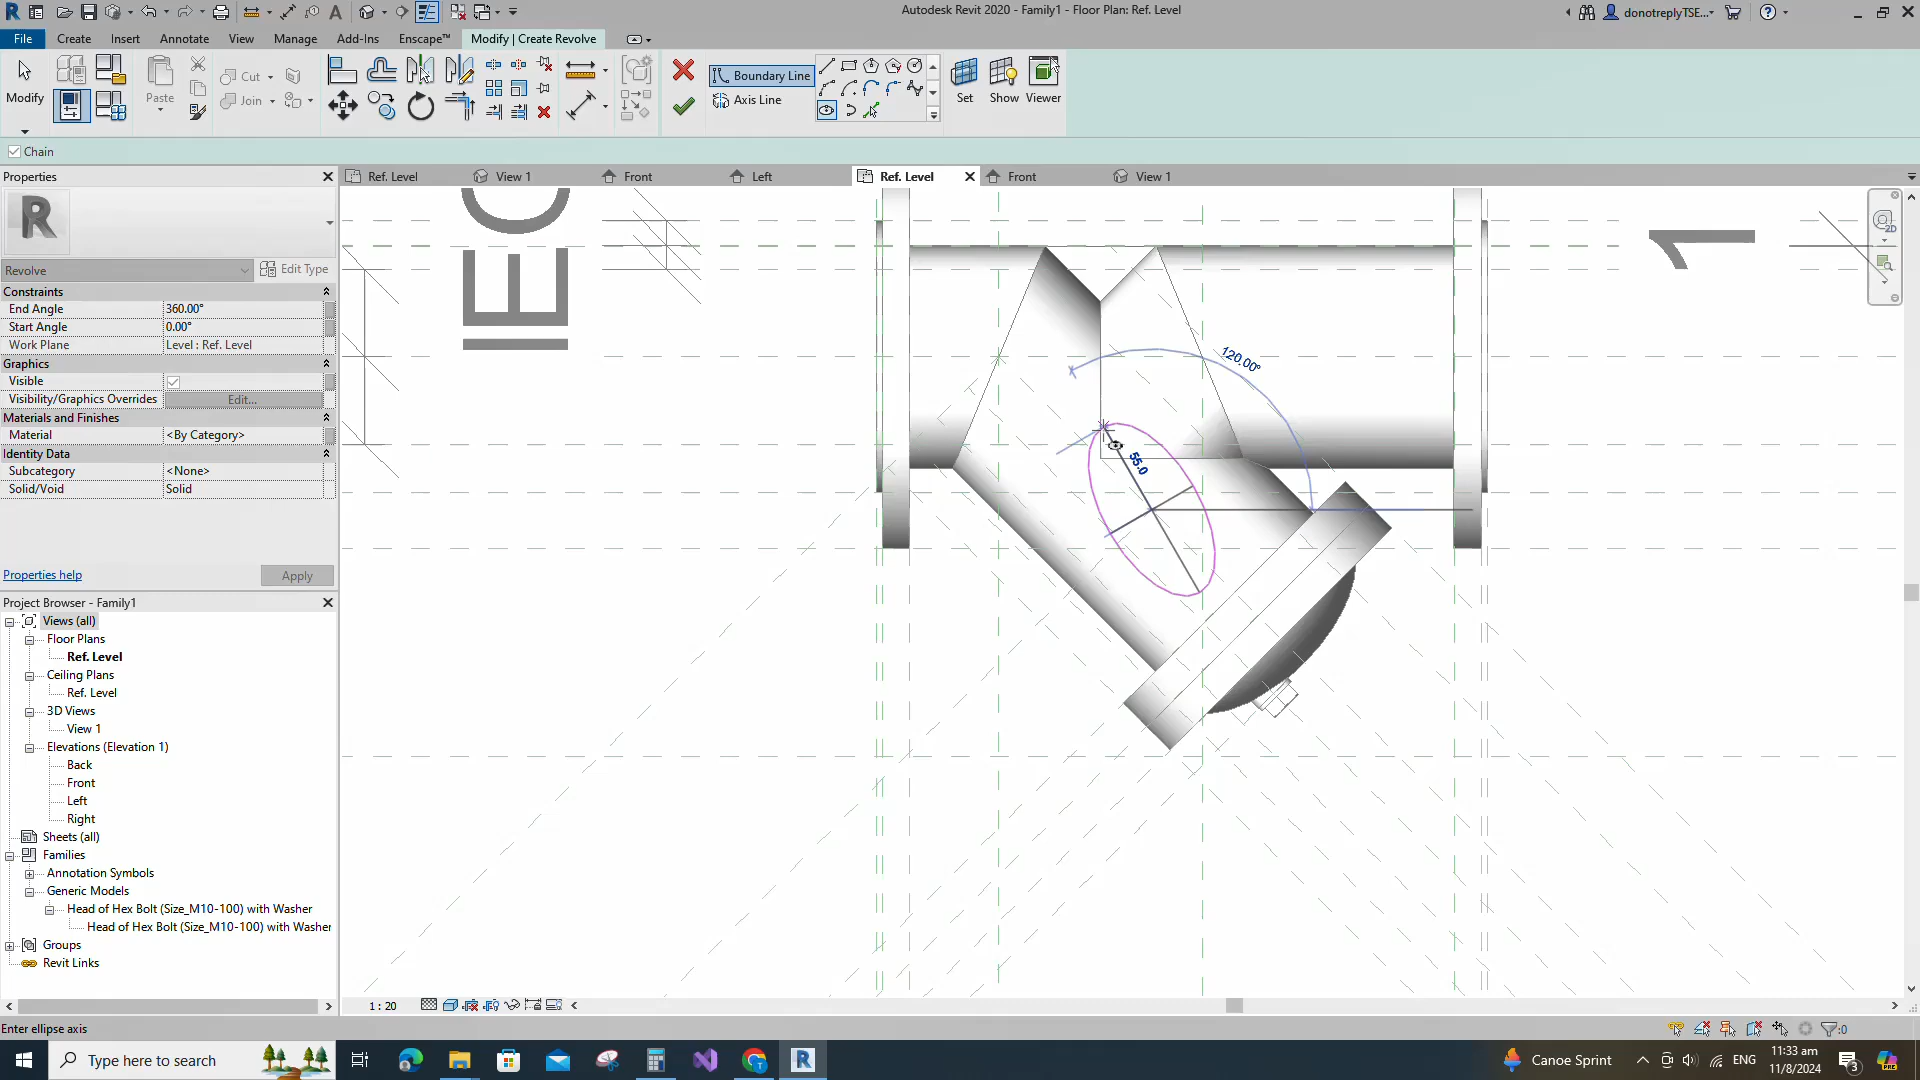 Autodesk Revit 2020 - Family1 - Floor Plan: Ref. Level
donotreplyTSE...
File
Create
Insert
Annotate
View
Manage
Add-Ins
Enscape™
Modify | Create Revolve
Modify
Paste
Cut
Join
Boundary Line
Axis Line
Set
Show
Viewer
Chain
Properties
Ref. Level
View 1
Front
Left
Ref. Level
Front
View 1
Revolve
Edit Type
Constraints
End Angle 360.00°
Start Angle 0.00°
Work Plane Level : Ref. Level
Graphics
Visible
Visibility/Graphics Overrides Edit...
Materials and Finishes
Material <By Category>
Identity Data
Subcategory <None>
Solid/Void Solid
Properties help
Apply
Project Browser - Family1
Views (all)
Floor Plans
Ref. Level
Ceiling Plans
Ref. Level
3D Views
View 1
Elevations (Elevation 1)
Back
Front
Left
Right
Sheets (all)
Families
Annotation Symbols
Generic Models
Head of Hex Bolt (Size_M10-100) with Washer
Head of Hex Bolt (Size_M10-100) with Washer
Groups
Revit Links
120.00°
55.0
2D
1 : 20
Enter ellipse axis
:0
Type here to search
Canoe Sprint
ENG
11:33 am
11/8/2024
3